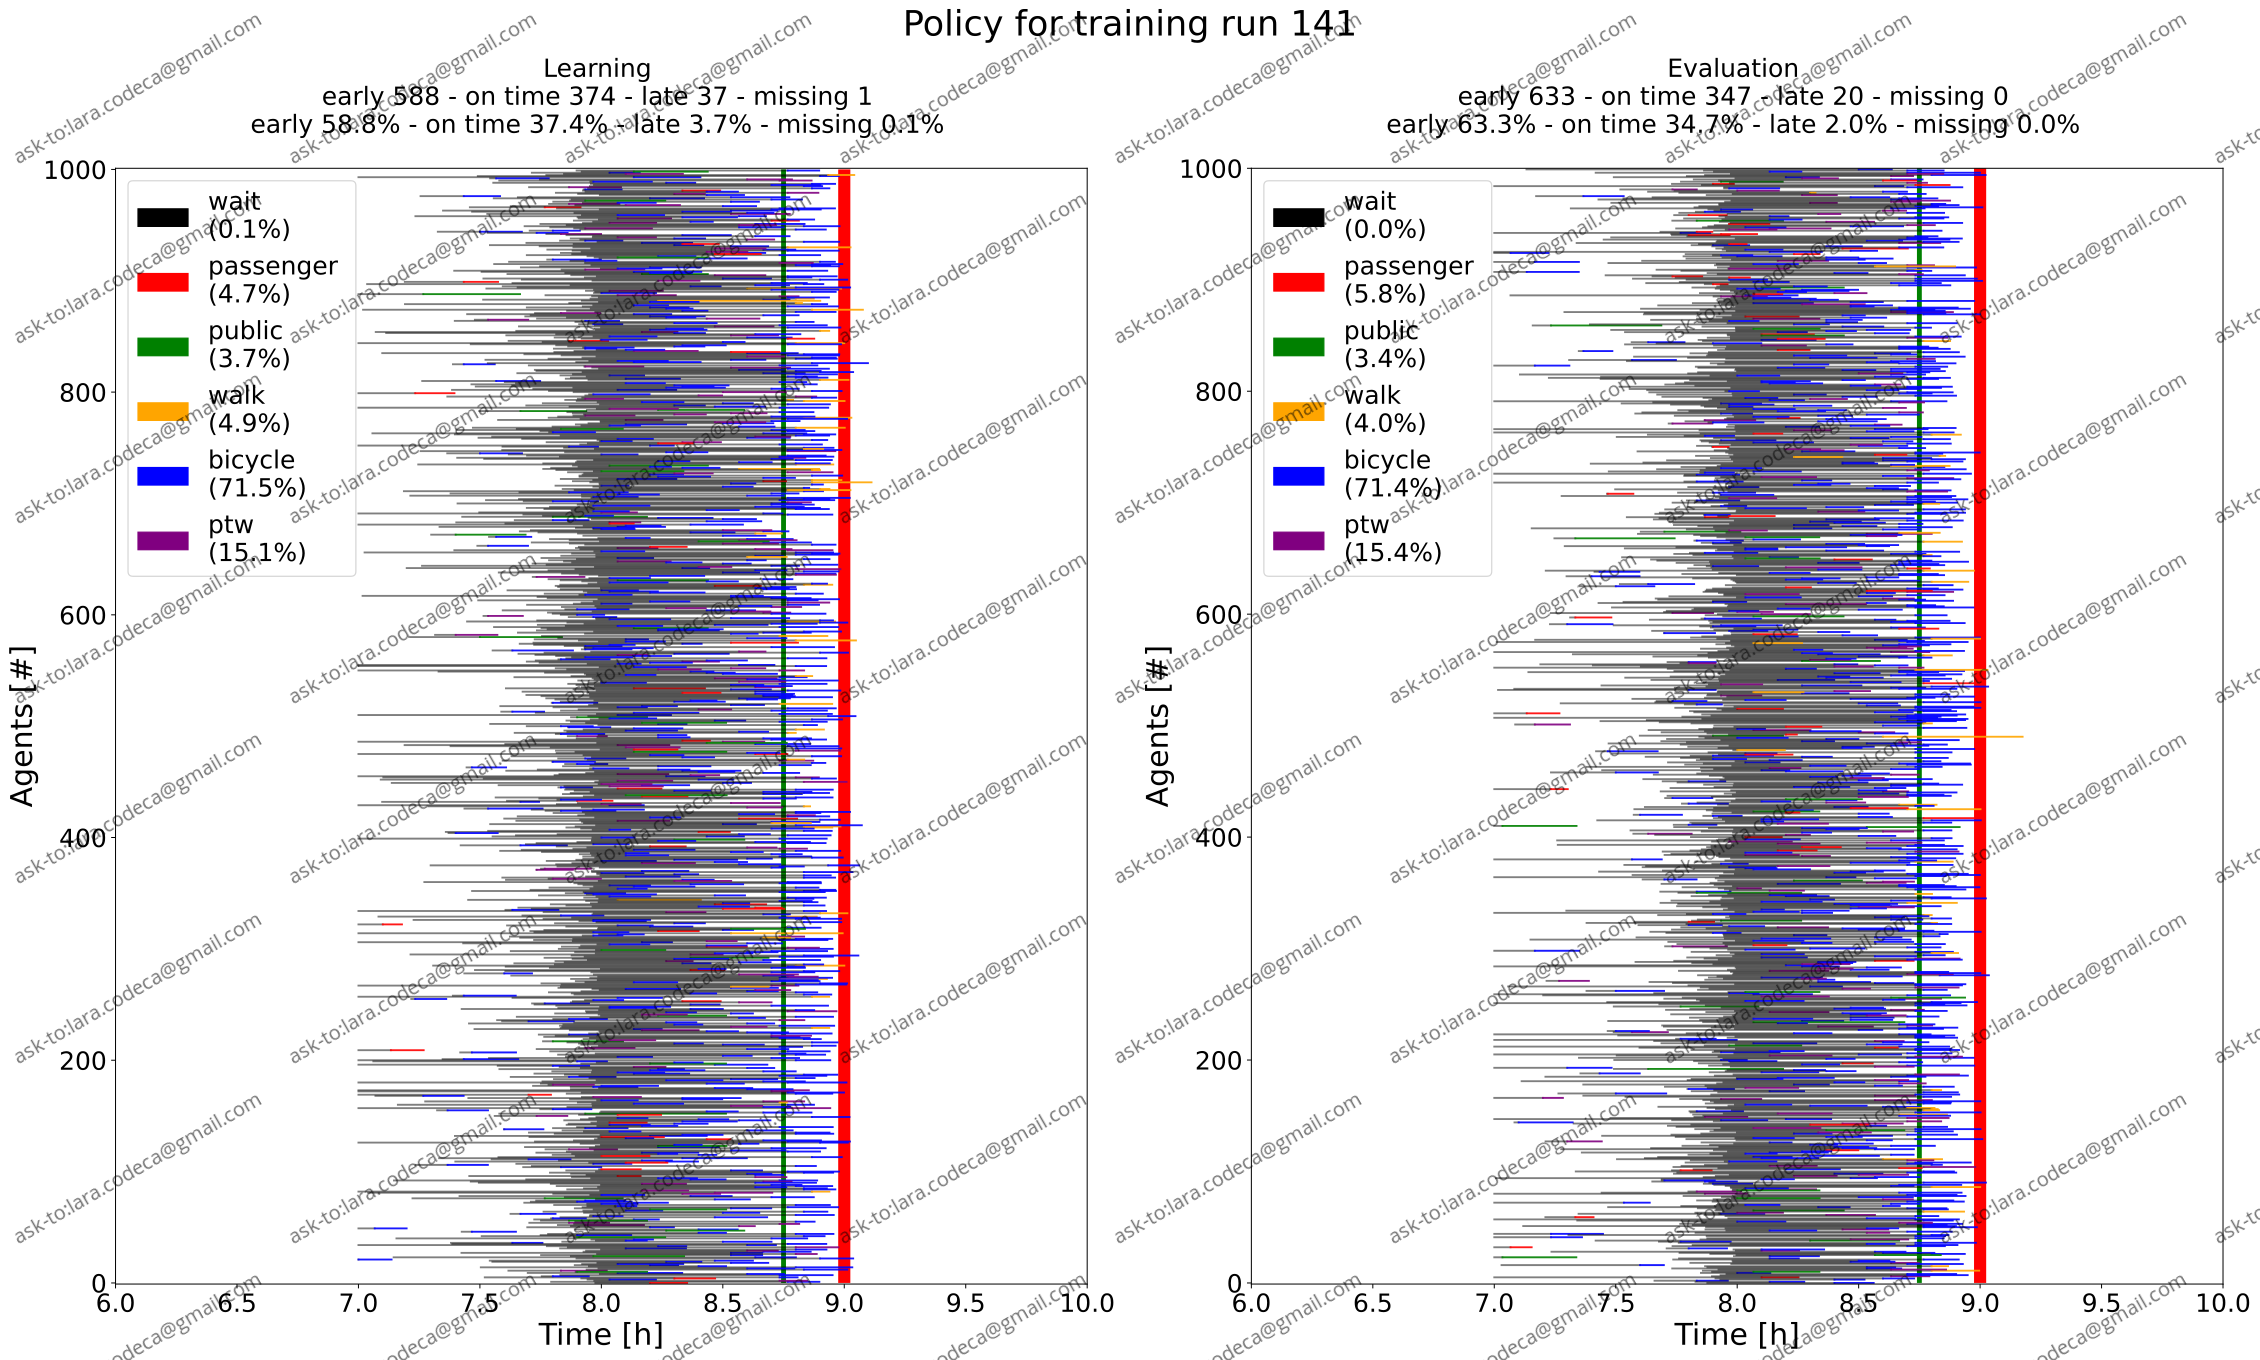 Policy for training run 141
Learning
early 588 - on time 374 - late 37 - missing 1
early 58.8% - on time 37.4% - late 3.7% - missing 0.1%
Agents [#]
1000
800
600
400
200
0
wait
(0.1%)
passenger
(4.7%)
public
(3.7%)
walk
(4.9%)
bicycle
(71.5%)
ptw
(15.1%)
6.0 6.5 7.0 7.5 8.0 8.5 9.0 9.5 10.0
Time [h]
Evaluation
early 633 - on time 347 - late 20 - missing 0
early 63.3% - on time 34.7% - late 2.0% - missing 0.0%
Agents [#]
1000
800
600
400
200
0
wait
(0.0%)
passenger
(5.8%)
public
(3.4%)
walk
(4.0%)
bicycle
(71.4%)
ptw
(15.4%)
6.0 6.5 7.0 7.5 8.0 8.5 9.0 9.5 10.0
Time [h]
ask-to:lara.codeca@gmail.com